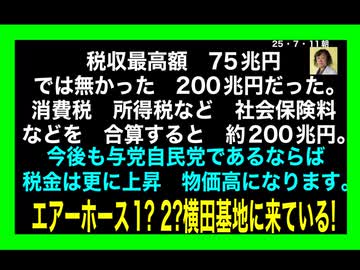 25・7・11朝
税収最高額　75兆円
では無かった　200兆円だった。
消費税　所得税など　社会保険料
などを　合算すると　約200兆円。
今後も与党自民党であるならば
税金は更に上昇　物価高になります。
エアーホース1? 2?横田基地に来ている!